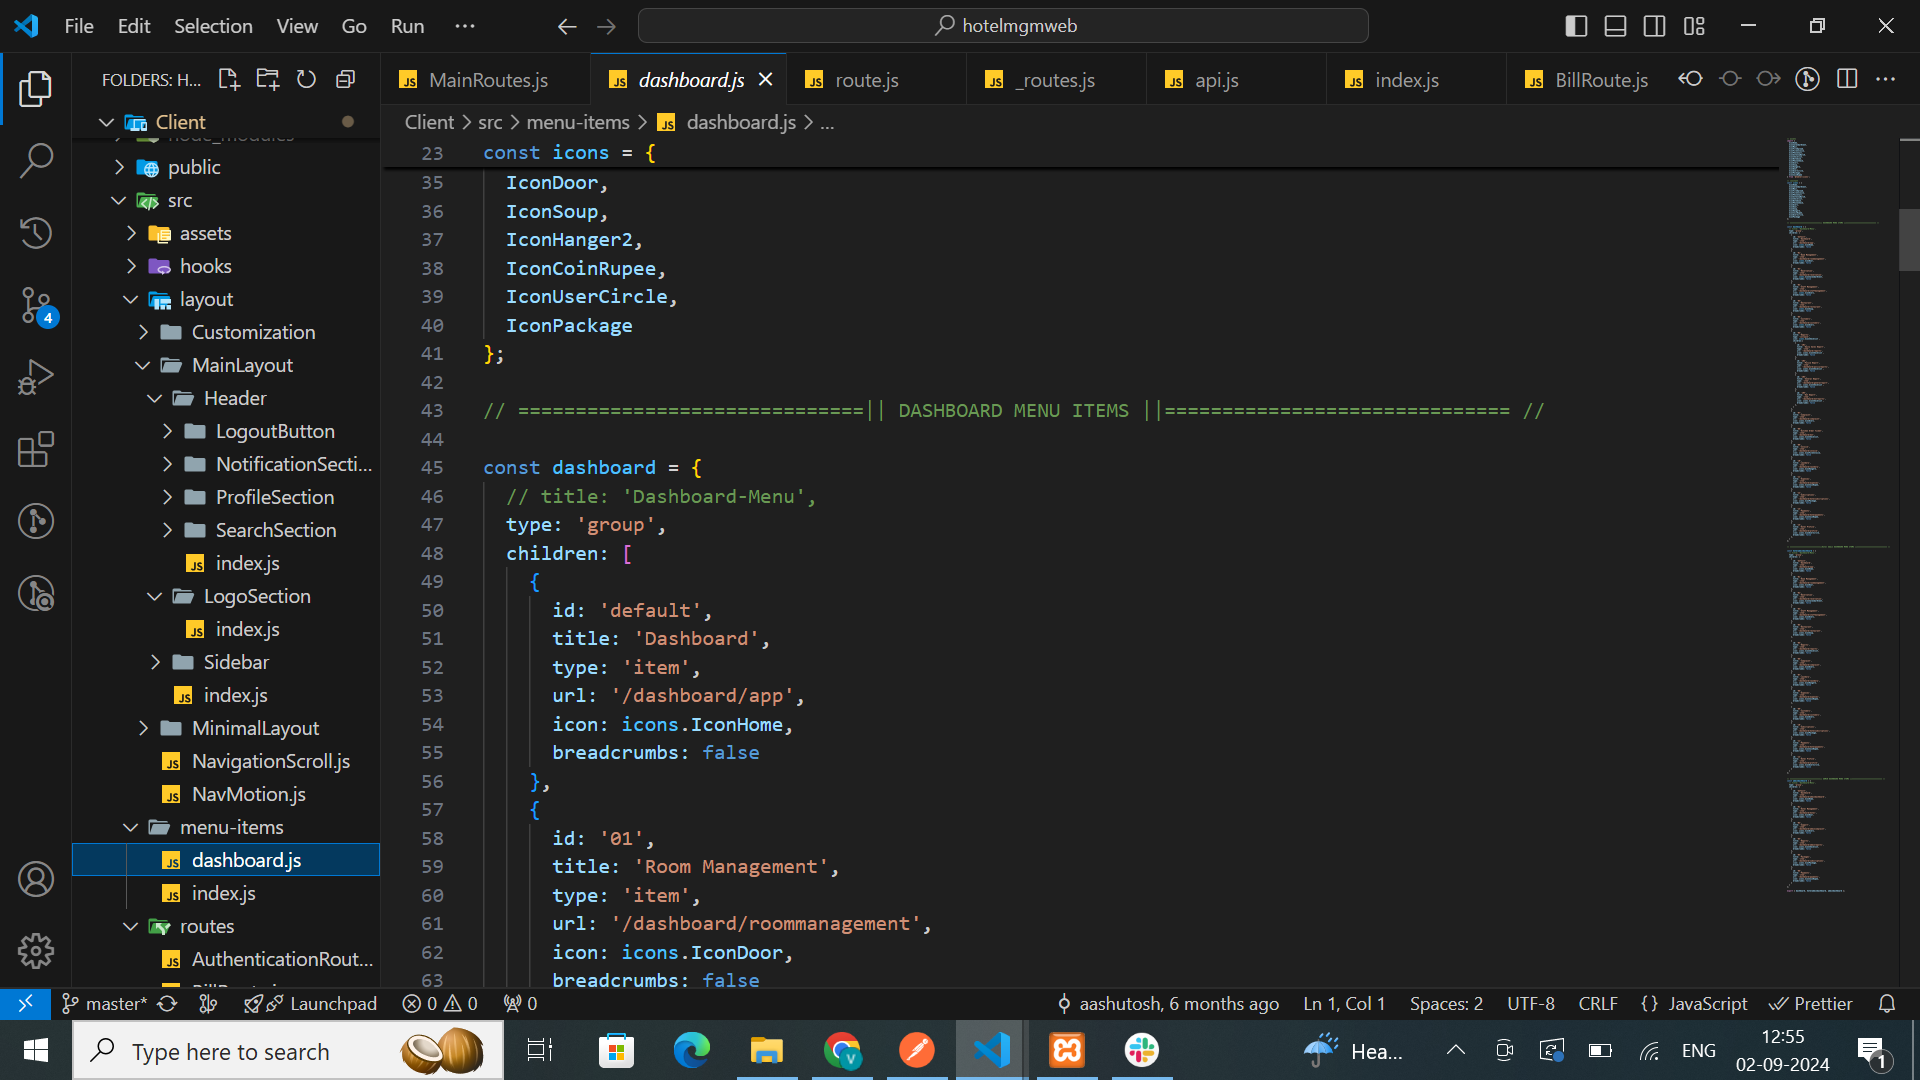 File Edit Selection View Go Run ··· hotelmgmweb
FOLDERS: H...
MainRoutes.js dashboard.js route.js _routes.js api.js index.js BillRoute.js
Client > src > menu-items > JS dashboard.js > ...
Client
node_modules
public
src
assets
hooks
layout
Customization
MainLayout
Header
LogoutButton
NotificationSecti...
ProfileSection
SearchSection
index.js
LogoSection
index.js
Sidebar
index.js
MinimalLayout
NavigationScroll.js
NavMotion.js
menu-items
dashboard.js
index.js
routes
AuthenticationRout...
4
23 const icons = {
35 IconDoor,
36 IconSoup,
37 IconHanger2,
38 IconCoinRupee,
39 IconUserCircle,
40 IconPackage
41 };
42
43 // ==============================|| DASHBOARD MENU ITEMS ||============================== //
44
45 const dashboard = {
46 // title: 'Dashboard-Menu',
47 type: 'group',
48 children: [
49 {
50 id: 'default',
51 title: 'Dashboard',
52 type: 'item',
53 url: '/dashboard/app',
54 icon: icons.IconHome,
55 breadcrumbs: false
56 },
57 {
58 id: '01',
59 title: 'Room Management',
60 type: 'item',
61 url: '/dashboard/roommanagement',
62 icon: icons.IconDoor,
63 breadcrumbs: false
master* Launchpad 0 0 0 aashutosh, 6 months ago Ln 1, Col 1 Spaces: 2 UTF-8 CRLF {} JavaScript Prettier
Type here to search Hea... ENG 12:55
02-09-2024
1